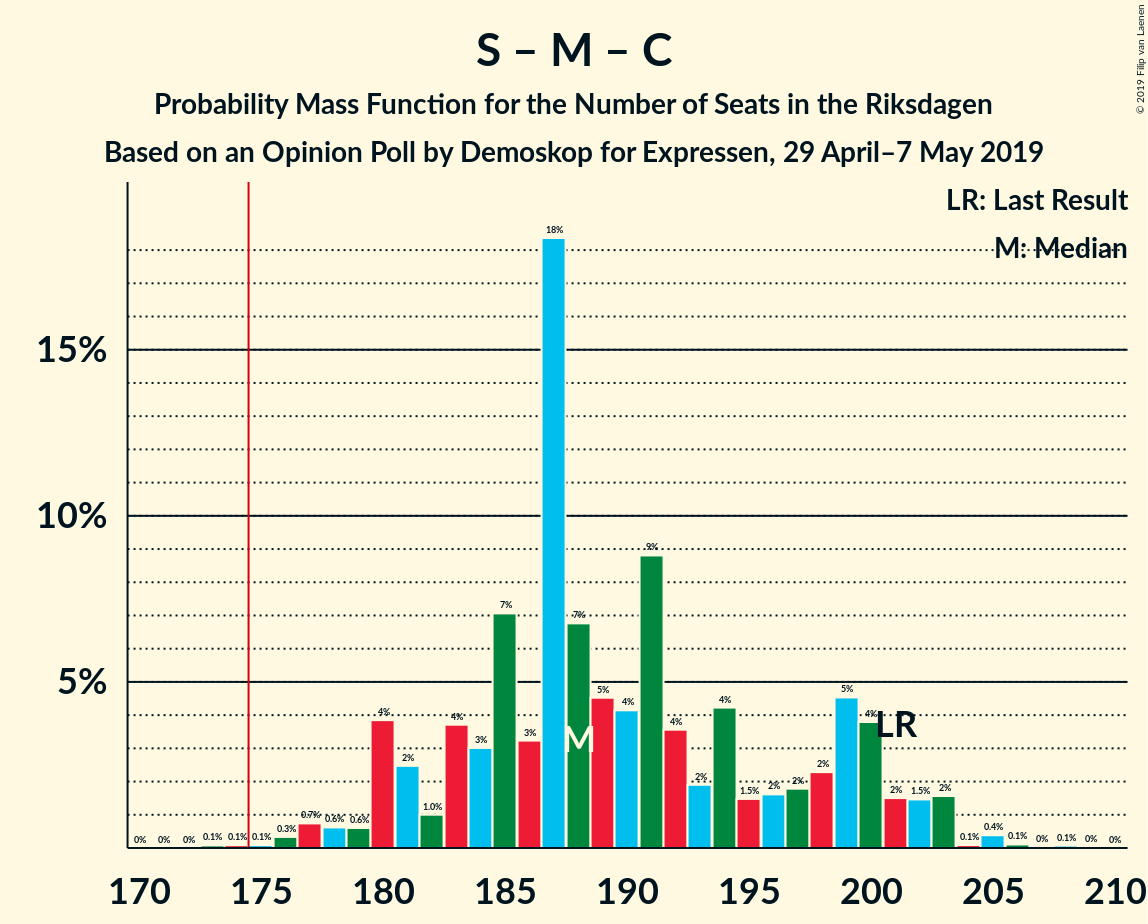 S – M – C
Probability Mass Function for the Number of Seats in the Riksdagen
Based on an Opinion Poll by Demoskop for Expressen, 29 April–7 May 2019
© 2019 Filip van Laenen
LR: Last Result
M: Median
15%
10%
5%
0% 0% 0% 0.1% 0.1% 0.1% 0.3% 0.7% 0.6% 0.6% 4% 2% 1.0% 4% 3% 7% 3% 18% 7% 5% 4% 9% 4% 2% 4% 1.5% 2% 2% 2% 5% 4% 2% 1.5% 2% 0.1% 0.4% 0.1% 0% 0.1% 0% 0%
M
LR
170 175 180 185 190 195 200 205 210